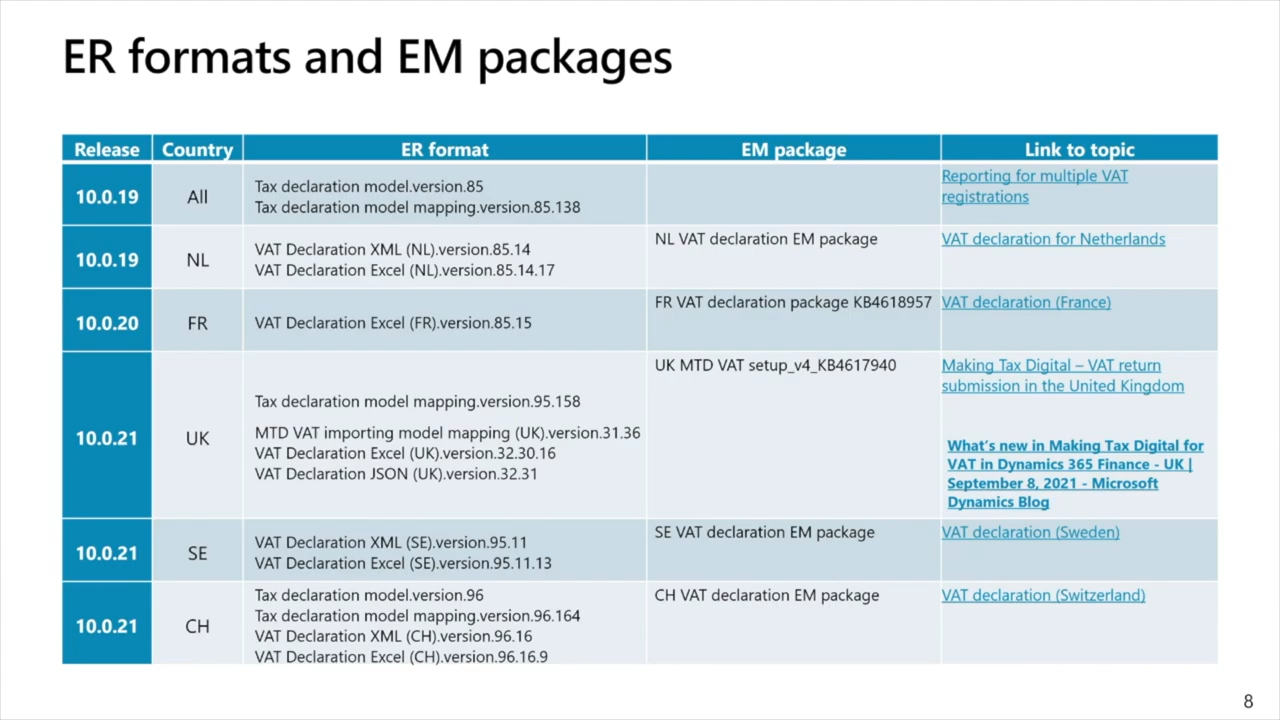 ER formats and EM packages
Release Country ER format EM package Link to topic
10.0.19
All
Tax declaration model.version.85
Tax declaration model mapping.version.85.138
Reporting for multiple VAT
registrations
10.0.19
NL
VAT Declaration XML (NL).version.85.14
VAT Declaration Excel (NL).version.85.14.17
NL VAT declaration EM package
VAT declaration for Netherlands
10.0.20
FR
VAT Declaration Excel (FR).version.85.15
FR VAT declaration package KB4618957
VAT declaration (France)
10.0.21
UK
Tax declaration model mapping.version.95.158
MTD VAT importing model mapping (UK).version.31.36
VAT Declaration Excel (UK).version.32.30.16
VAT Declaration JSON (UK).version.32.31
UK MTD VAT setup_v4_KB4617940
Making Tax Digital – VAT return
submission in the United Kingdom
What's new in Making Tax Digital for
VAT in Dynamics 365 Finance - UK |
September 8, 2021 - Microsoft
Dynamics Blog
10.0.21
SE
VAT Declaration XML (SE).version.95.11
VAT Declaration Excel (SE).version.95.11.13
SE VAT declaration EM package
VAT declaration (Sweden)
10.0.21
CH
Tax declaration model.version.96
Tax declaration model mapping.version.96.164
VAT Declaration XML (CH).version.96.16
VAT Declaration Excel (CH).version.96.16.9
CH VAT declaration EM package
VAT declaration (Switzerland)
8